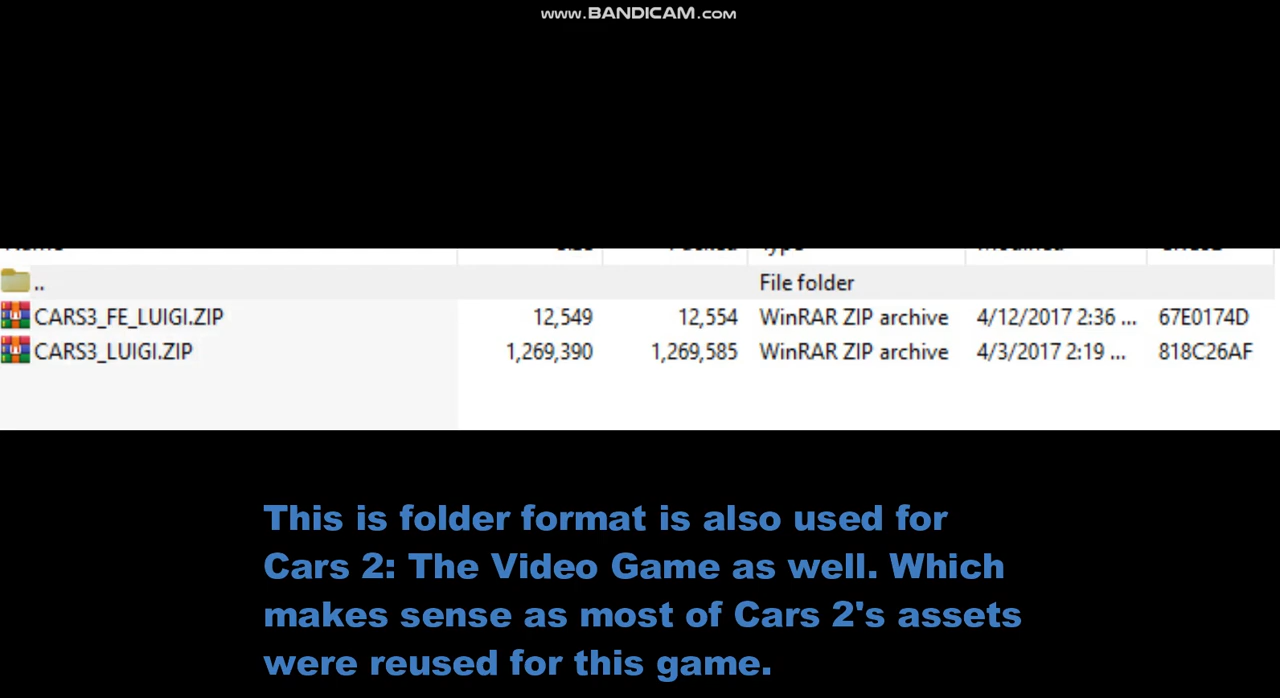 www.BANDICAM.com
.. File folder
CARS3_FE_LUIGI.ZIP 12,549 12,554 WinRAR ZIP archive 4/12/2017 2:36 ... 67E0174D
CARS3_LUIGI.ZIP 1,269,390 1,269,585 WinRAR ZIP archive 4/3/2017 2:19 ... 818C26AF
This is folder format is also used for
Cars 2: The Video Game as well. Which
makes sense as most of Cars 2's assets
were reused for this game.